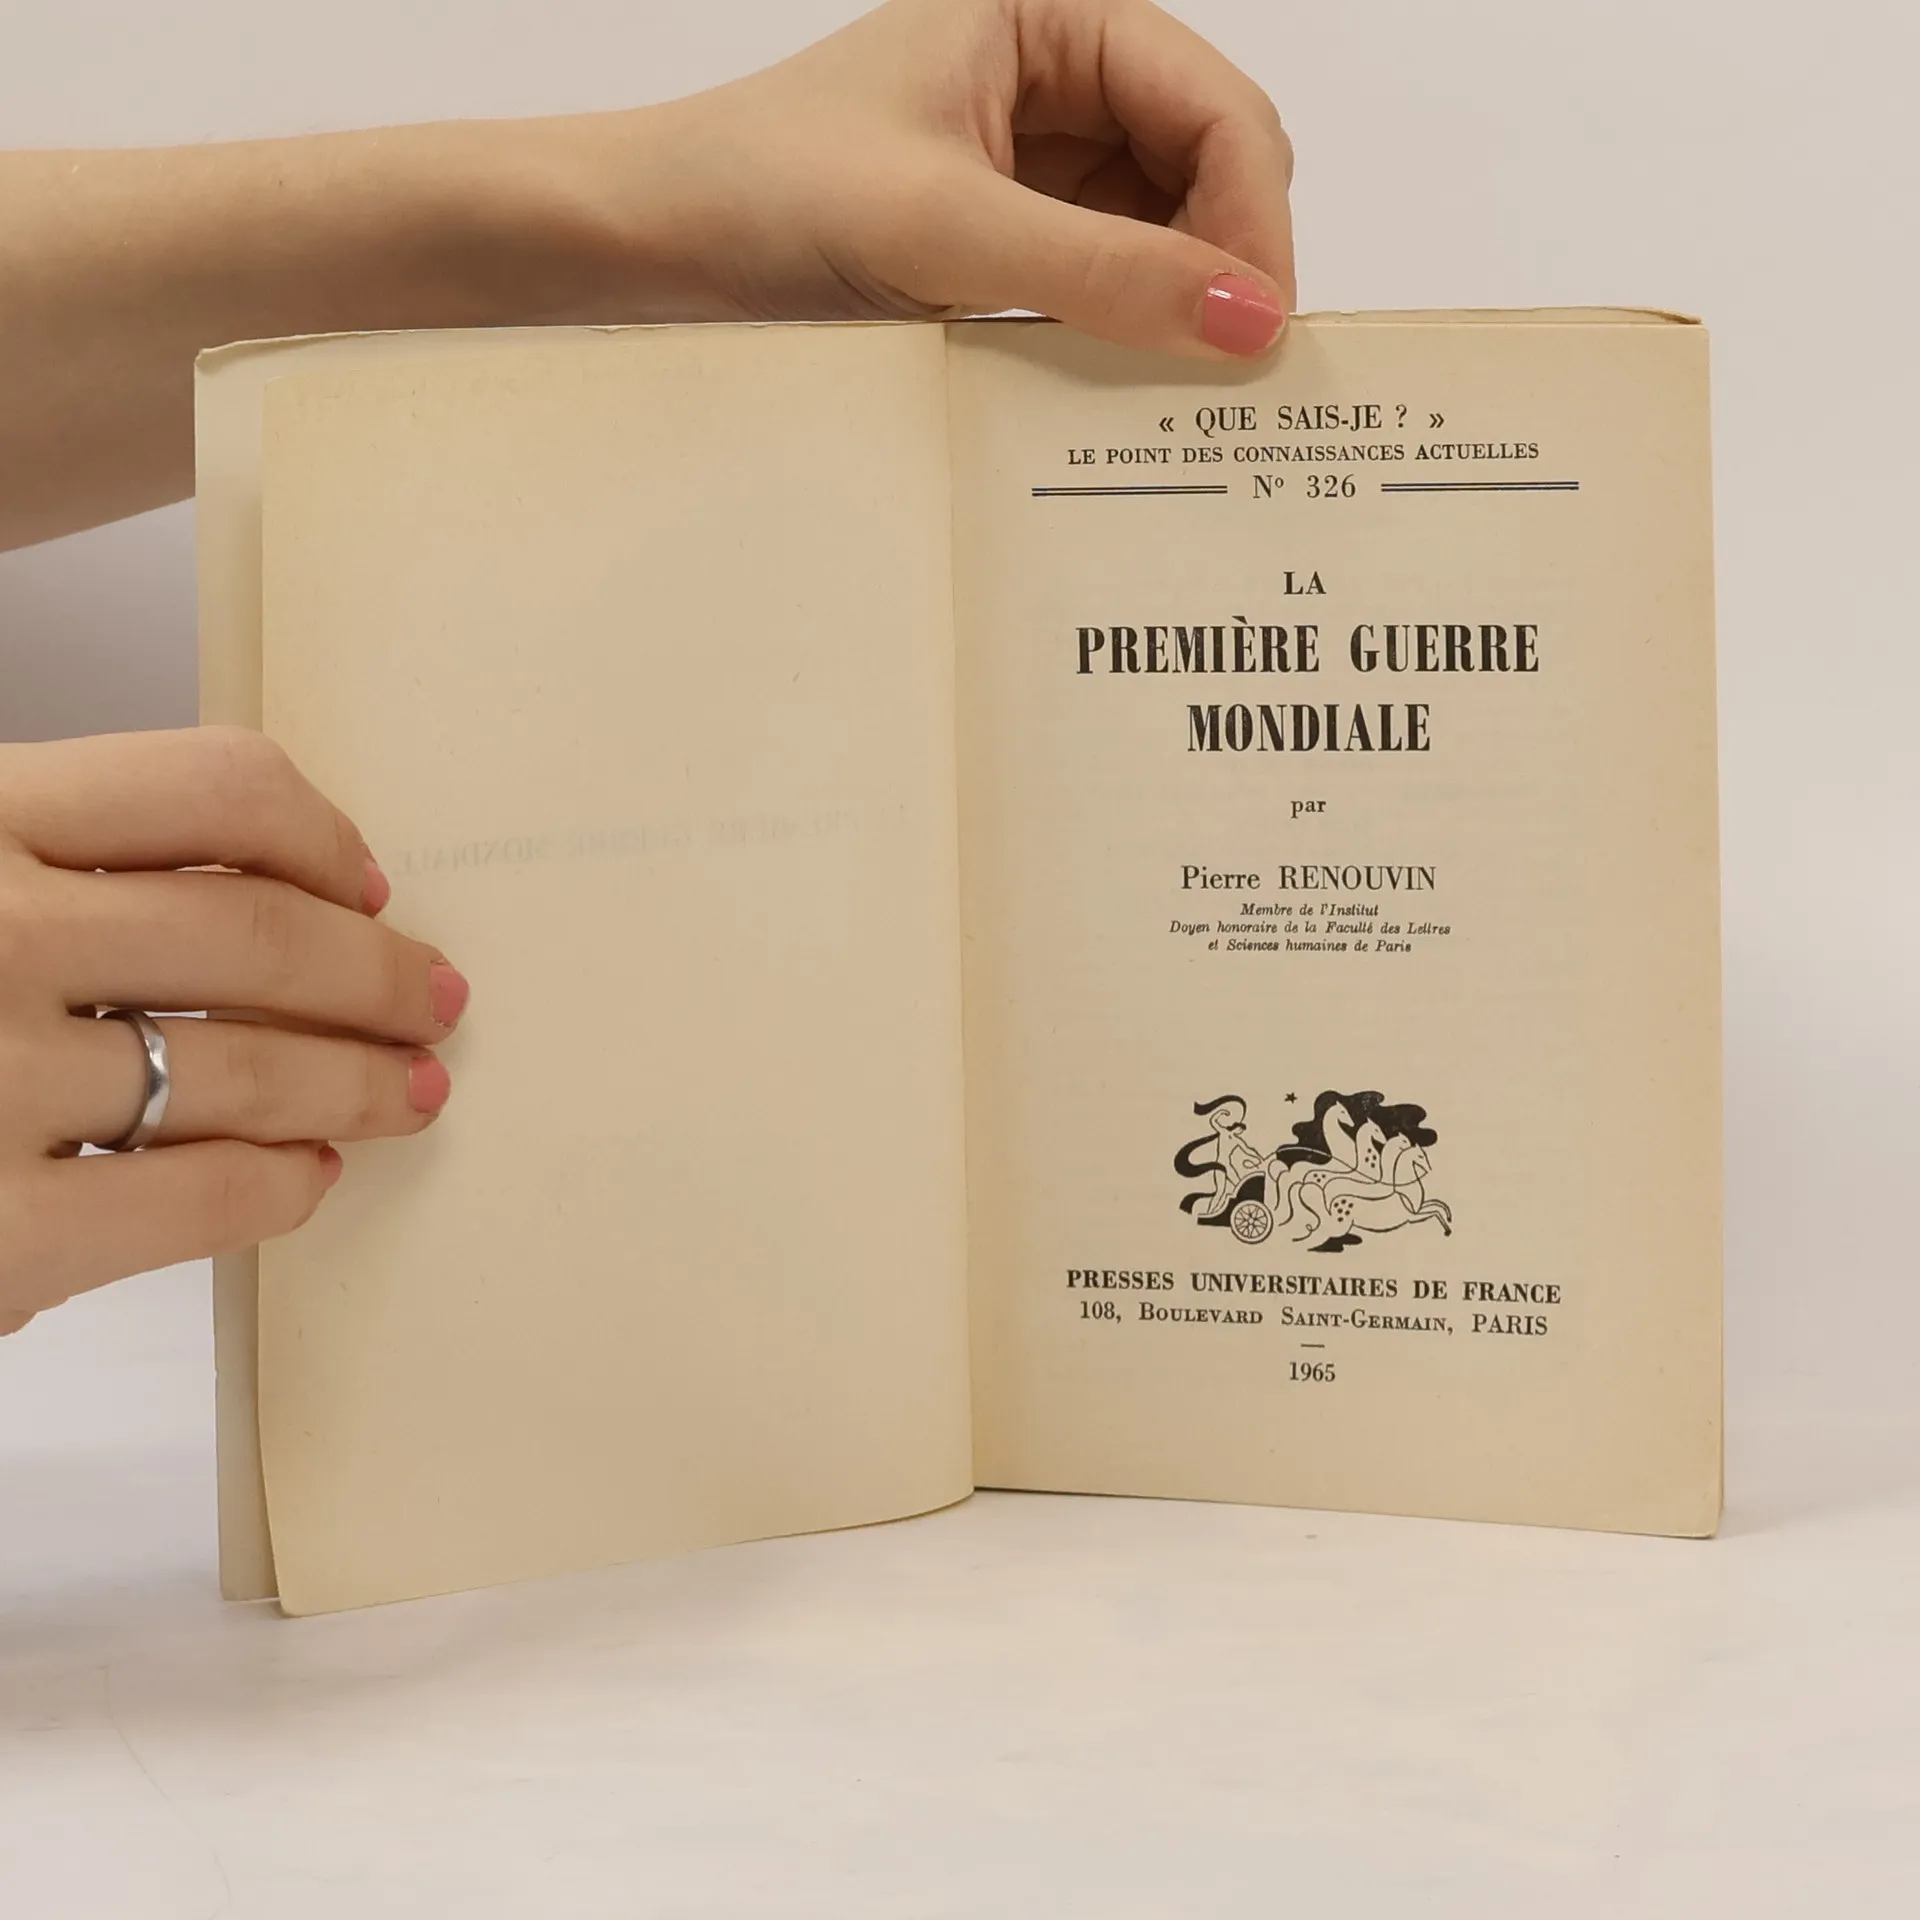 « QUE SAIS-JE ? »
LE POINT DES CONNAISSANCES ACTUELLES
Nº 326
LA
PREMIÈRE GUERRE
MONDIALE
par
Pierre RENOUVIN
Membre de l'Institut
Doyen honoraire de la Faculté des Lettres
et Sciences humaines de Paris
PRESSES UNIVERSITAIRES DE FRANCE
108, BOULEVARD SAINT-GERMAIN, PARIS
1965